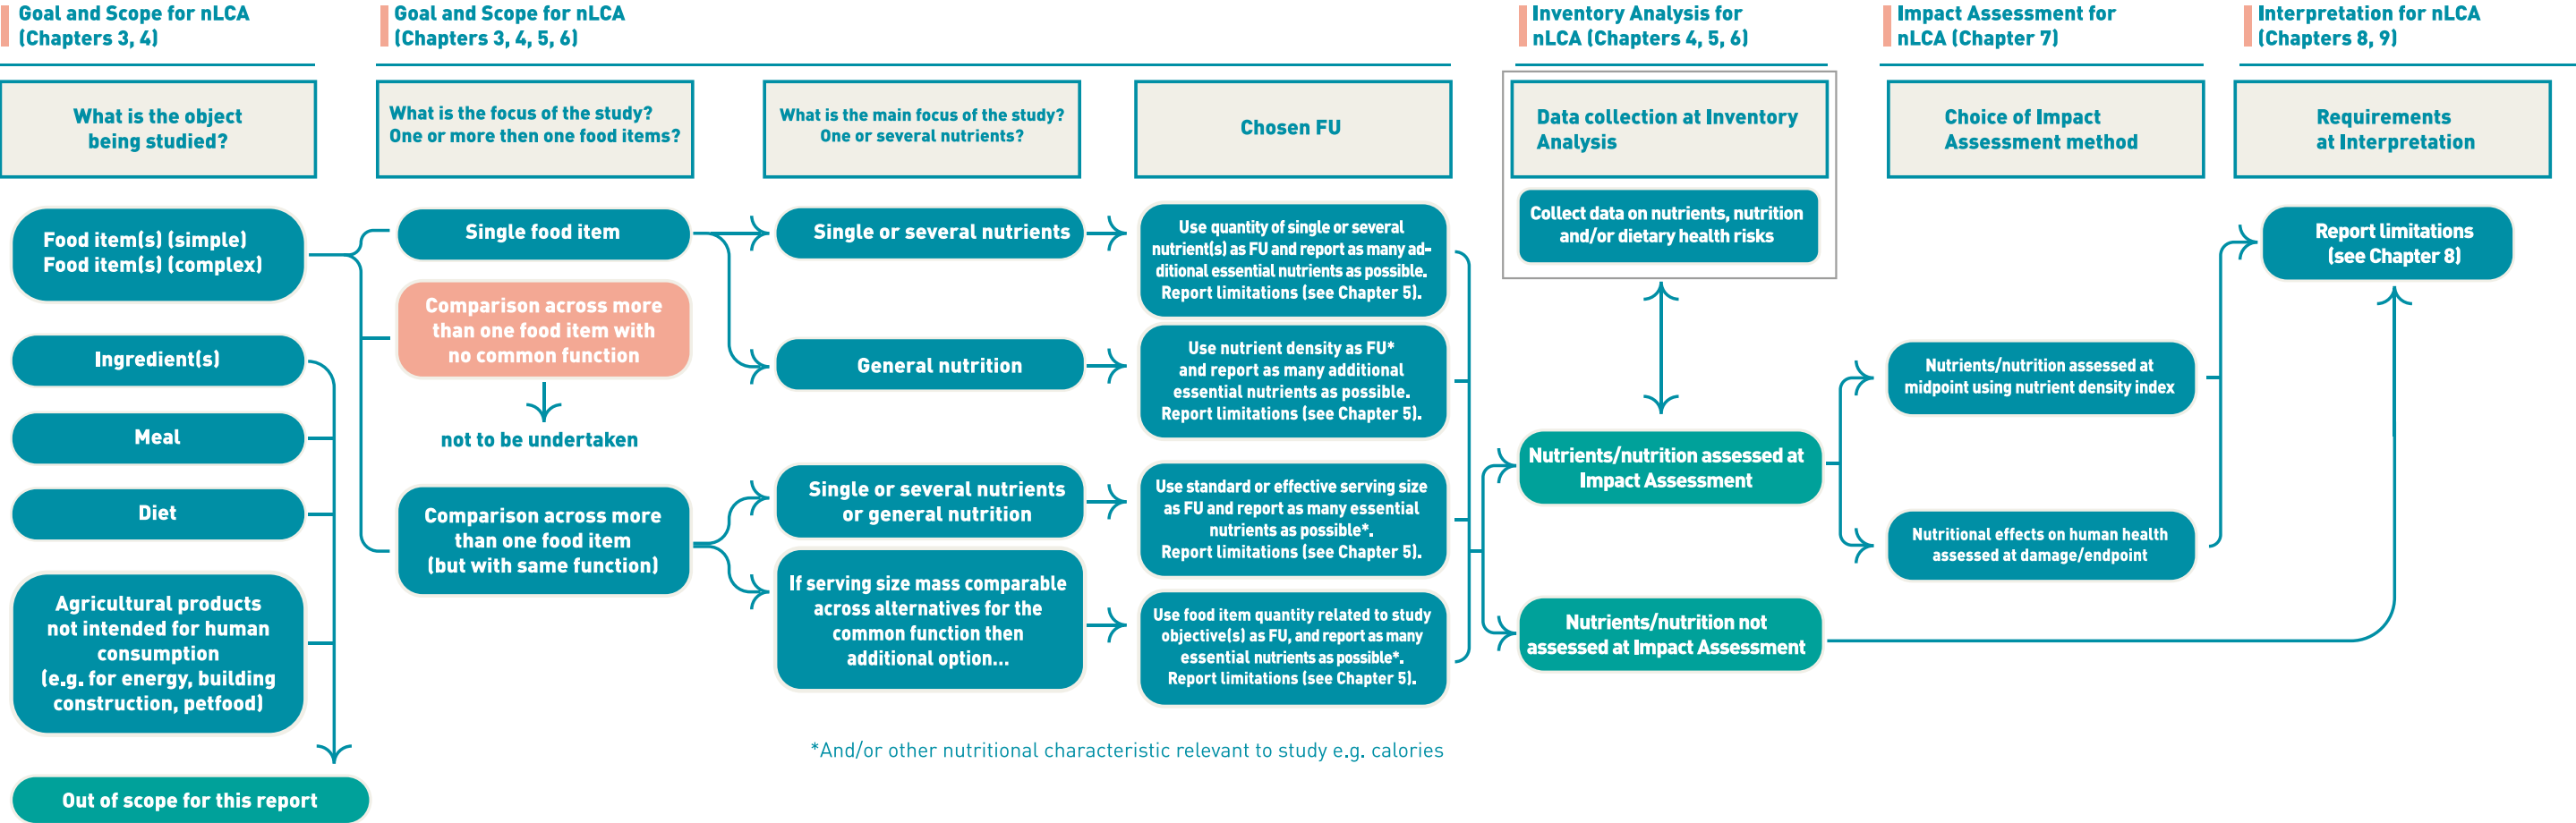 Goal and Scope for nLCA
(Chapters 3, 4)
Goal and Scope for nLCA
(Chapters 3, 4, 5, 6)
Inventory Analysis for
nLCA (Chapters 4, 5, 6)
Impact Assessment for
nLCA (Chapter 7)
Interpretation for nLCA
(Chapters 8, 9)
What is the object
being studied?
What is the focus of the study?
One or more then one food items?
What is the main focus of the study?
One or several nutrients?
Chosen FU
Data collection at Inventory
Analysis
Choice of Impact
Assessment method
Requirements
at Interpretation
Food item(s) (simple)
Food item(s) (complex)
Ingredient(s)
Meal
Diet
Agricultural products
not intended for human
consumption
(e.g. for energy, building
construction, petfood)
Out of scope for this report
Single food item
Comparison across more
than one food item with
no common function
not to be undertaken
Comparison across more
than one food item
(but with same function)
Single or several nutrients
General nutrition
Single or several nutrients
or general nutrition
If serving size mass comparable
across alternatives for the
common function then
additional option...
Use quantity of single or several
nutrient(s) as FU and report as many ad-
ditional essential nutrients as possible.
Report limitations (see Chapter 5).
Use nutrient density as FU*
and report as many additional
essential nutrients as possible.
Report limitations (see Chapter 5).
Use standard or effective serving size
as FU and report as many essential
nutrients as possible*.
Report limitations (see Chapter 5).
Use food item quantity related to study
objective(s) as FU, and report as many
essential nutrients as possible*.
Report limitations (see Chapter 5).
*And/or other nutritional characteristic relevant to study e.g. calories
Collect data on nutrients, nutrition
and/or dietary health risks
Nutrients/nutrition assessed at
Impact Assessment
Nutrients/nutrition not
assessed at Impact Assessment
Nutrients/nutrition assessed at
midpoint using nutrient density index
Nutritional effects on human health
assessed at damage/endpoint
Report limitations
(see Chapter 8)